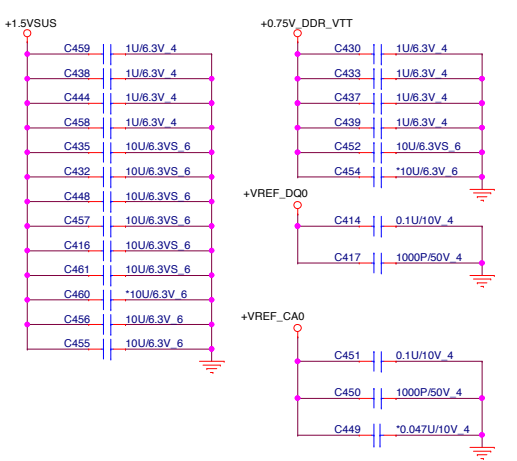 +1.5VSUS
C459 1U/6.3V_4
C438 1U/6.3V_4
C444 1U/6.3V_4
C458 1U/6.3V_4
C435 10U/6.3VS_6
C432 10U/6.3VS_6
C448 10U/6.3VS_6
C457 10U/6.3VS_6
C416 10U/6.3VS_6
C461 10U/6.3VS_6
C460 *10U/6.3V_6
C456 10U/6.3V_6
C455 10U/6.3V_6
+0.75V_DDR_VTT
C430 1U/6.3V_4
C433 1U/6.3V_4
C437 1U/6.3V_4
C439 1U/6.3V_4
C452 10U/6.3VS_6
C454 *10U/6.3V_6
+VREF_DQ0
C414 0.1U/10V_4
C417 1000P/50V_4
+VREF_CA0
C451 0.1U/10V_4
C450 1000P/50V_4
C449 *0.047U/10V_4